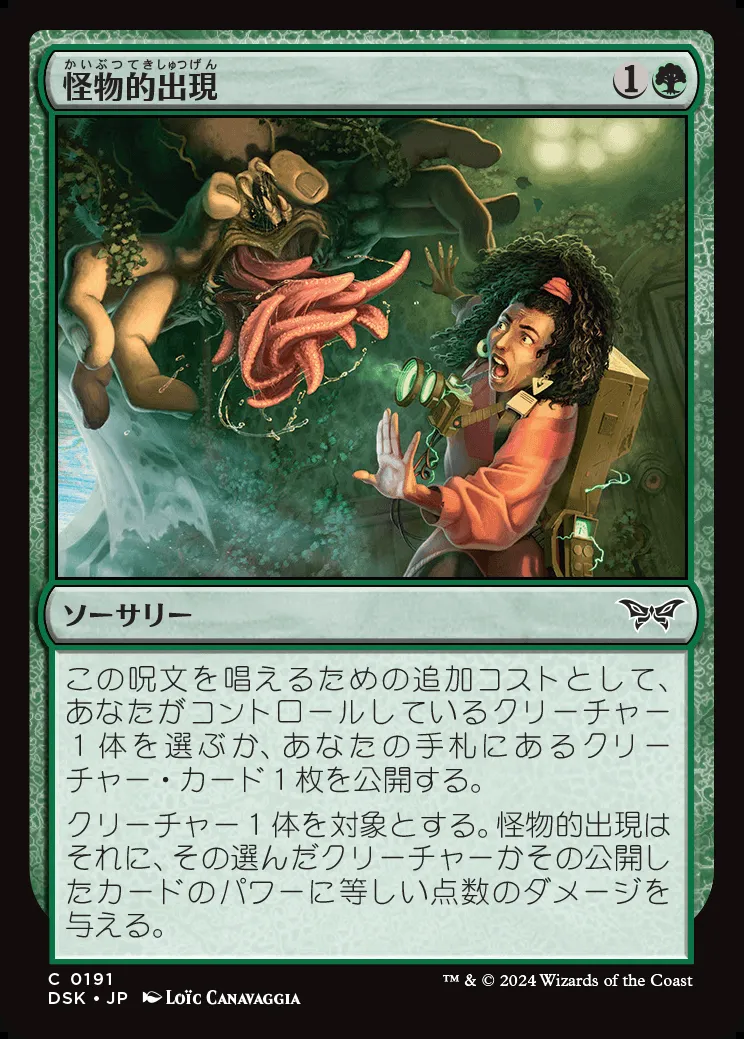 かいぶつてきしゅつげん
怪物的出現
1
ソーサリー
この呪文を唱えるための追加コストとして、
あなたがコントロールしているクリーチャー
１体を選ぶか、あなたの手札にあるクリー
チャー・カード１枚を公開する。
クリーチャー１体を対象とする。怪物的出現は
それに、その選んだクリーチャーかその公開し
たカードのパワーに等しい点数のダメージを
与える。
C 0191
DSK • JP Loïc Canavaggia
™ & © 2024 Wizards of the Coast